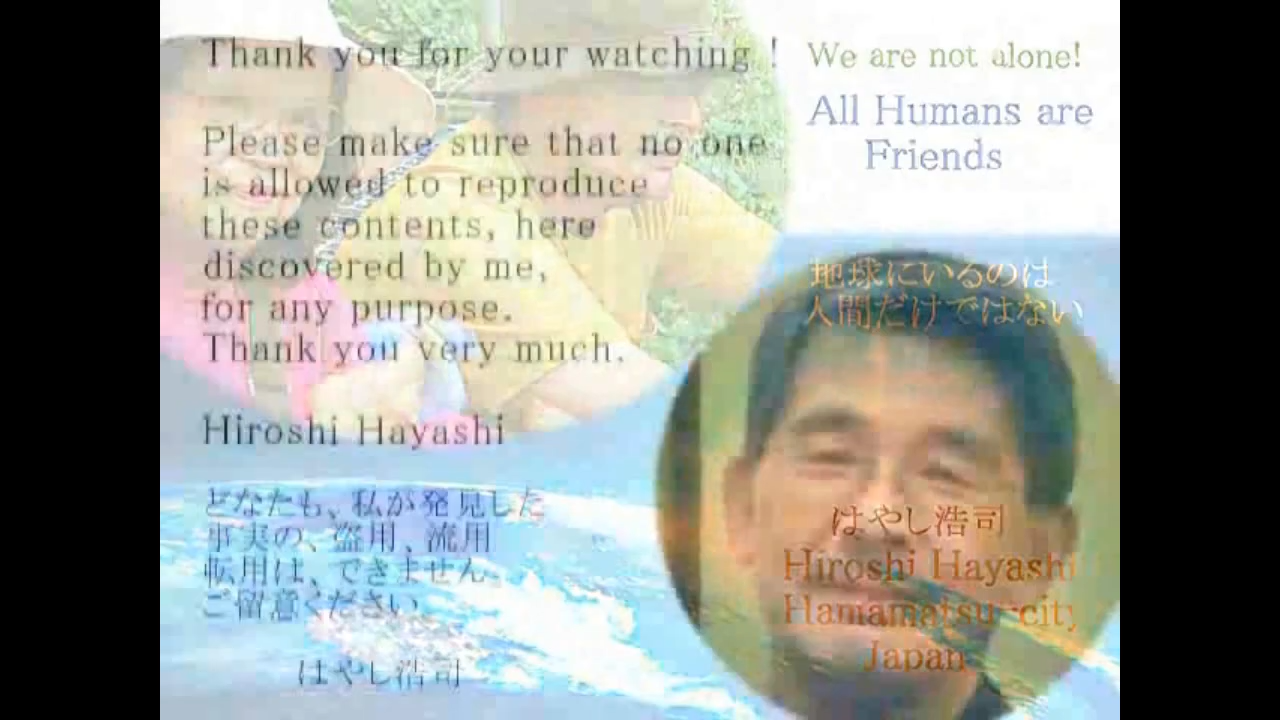 Thank you for your watching !
Please make sure that no one
is allowed to reproduce
these contents, here
discovered by me,
for any purpose.
Thank you very much.
Hiroshi Hayashi
どなたも、私が発見した
事実の、盗用、流用
転用は、できません。
ご留意ください。
はやし浩司
We are not alone!
All Humans are
Friends
地球にいるのは
人間だけではない
はやし浩司
Hiroshi Hayashi
Hamamatsu-city
Japan